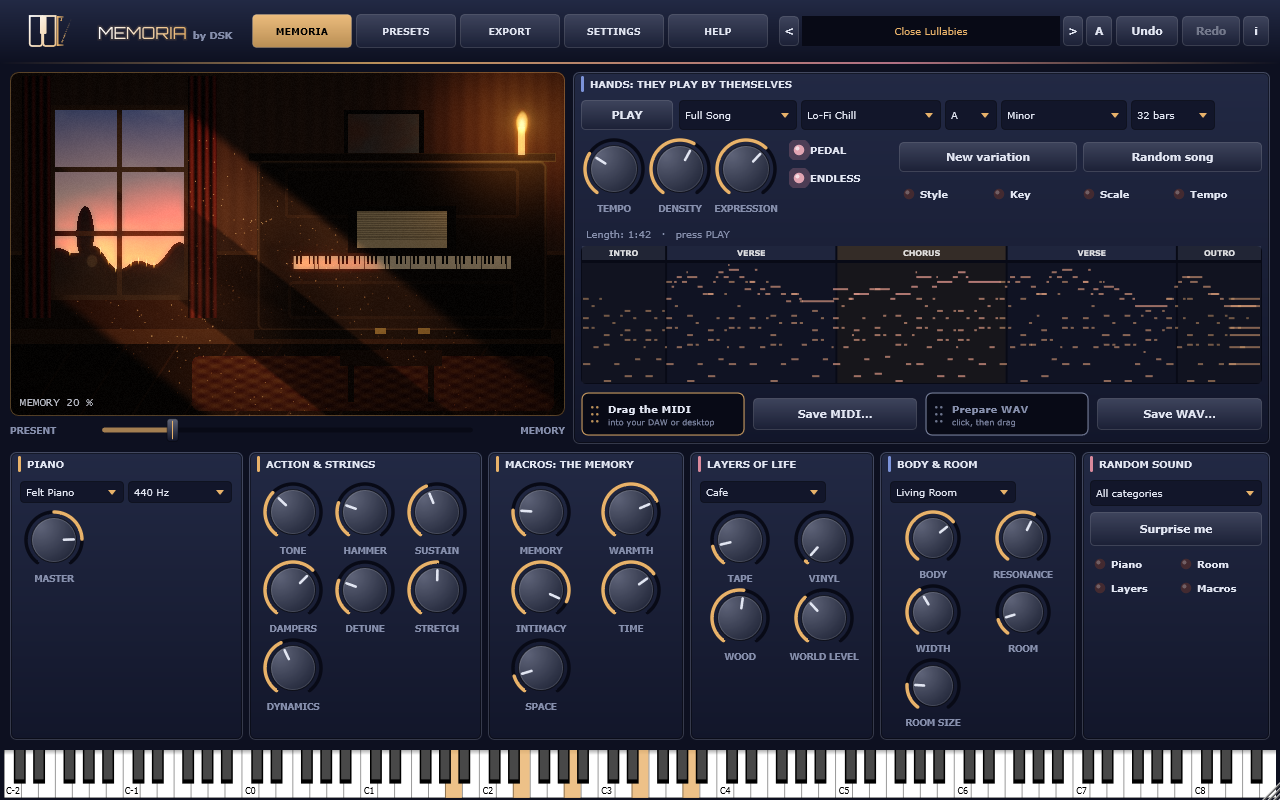 MEMORIA by DSK
MEMORIA
PRESETS
EXPORT
SETTINGS
HELP
<
Close Lullabies
>
A
Undo
Redo
i
MEMORY 20 %
PRESENT
MEMORY
HANDS: THEY PLAY BY THEMSELVES
PLAY
Full Song
Lo-Fi Chill
A
Minor
32 bars
TEMPO
DENSITY
EXPRESSION
PEDAL
ENDLESS
New variation
Random song
Style
Key
Scale
Tempo
Length: 1:42 · press PLAY
INTRO
VERSE
CHORUS
VERSE
OUTRO
Drag the MIDI
into your DAW or desktop
Save MIDI...
Prepare WAV
click, then drag
Save WAV...
PIANO
Felt Piano
440 Hz
MASTER
ACTION & STRINGS
TONE
HAMMER
SUSTAIN
DAMPERS
DETUNE
STRETCH
DYNAMICS
MACROS: THE MEMORY
MEMORY
WARMTH
INTIMACY
TIME
SPACE
LAYERS OF LIFE
Cafe
TAPE
VINYL
WOOD
WORLD LEVEL
BODY & ROOM
Living Room
BODY
RESONANCE
WIDTH
ROOM
ROOM SIZE
RANDOM SOUND
All categories
Surprise me
Piano
Room
Layers
Macros
C-2
C-1
C0
C1
C2
C3
C4
C5
C6
C7
C8